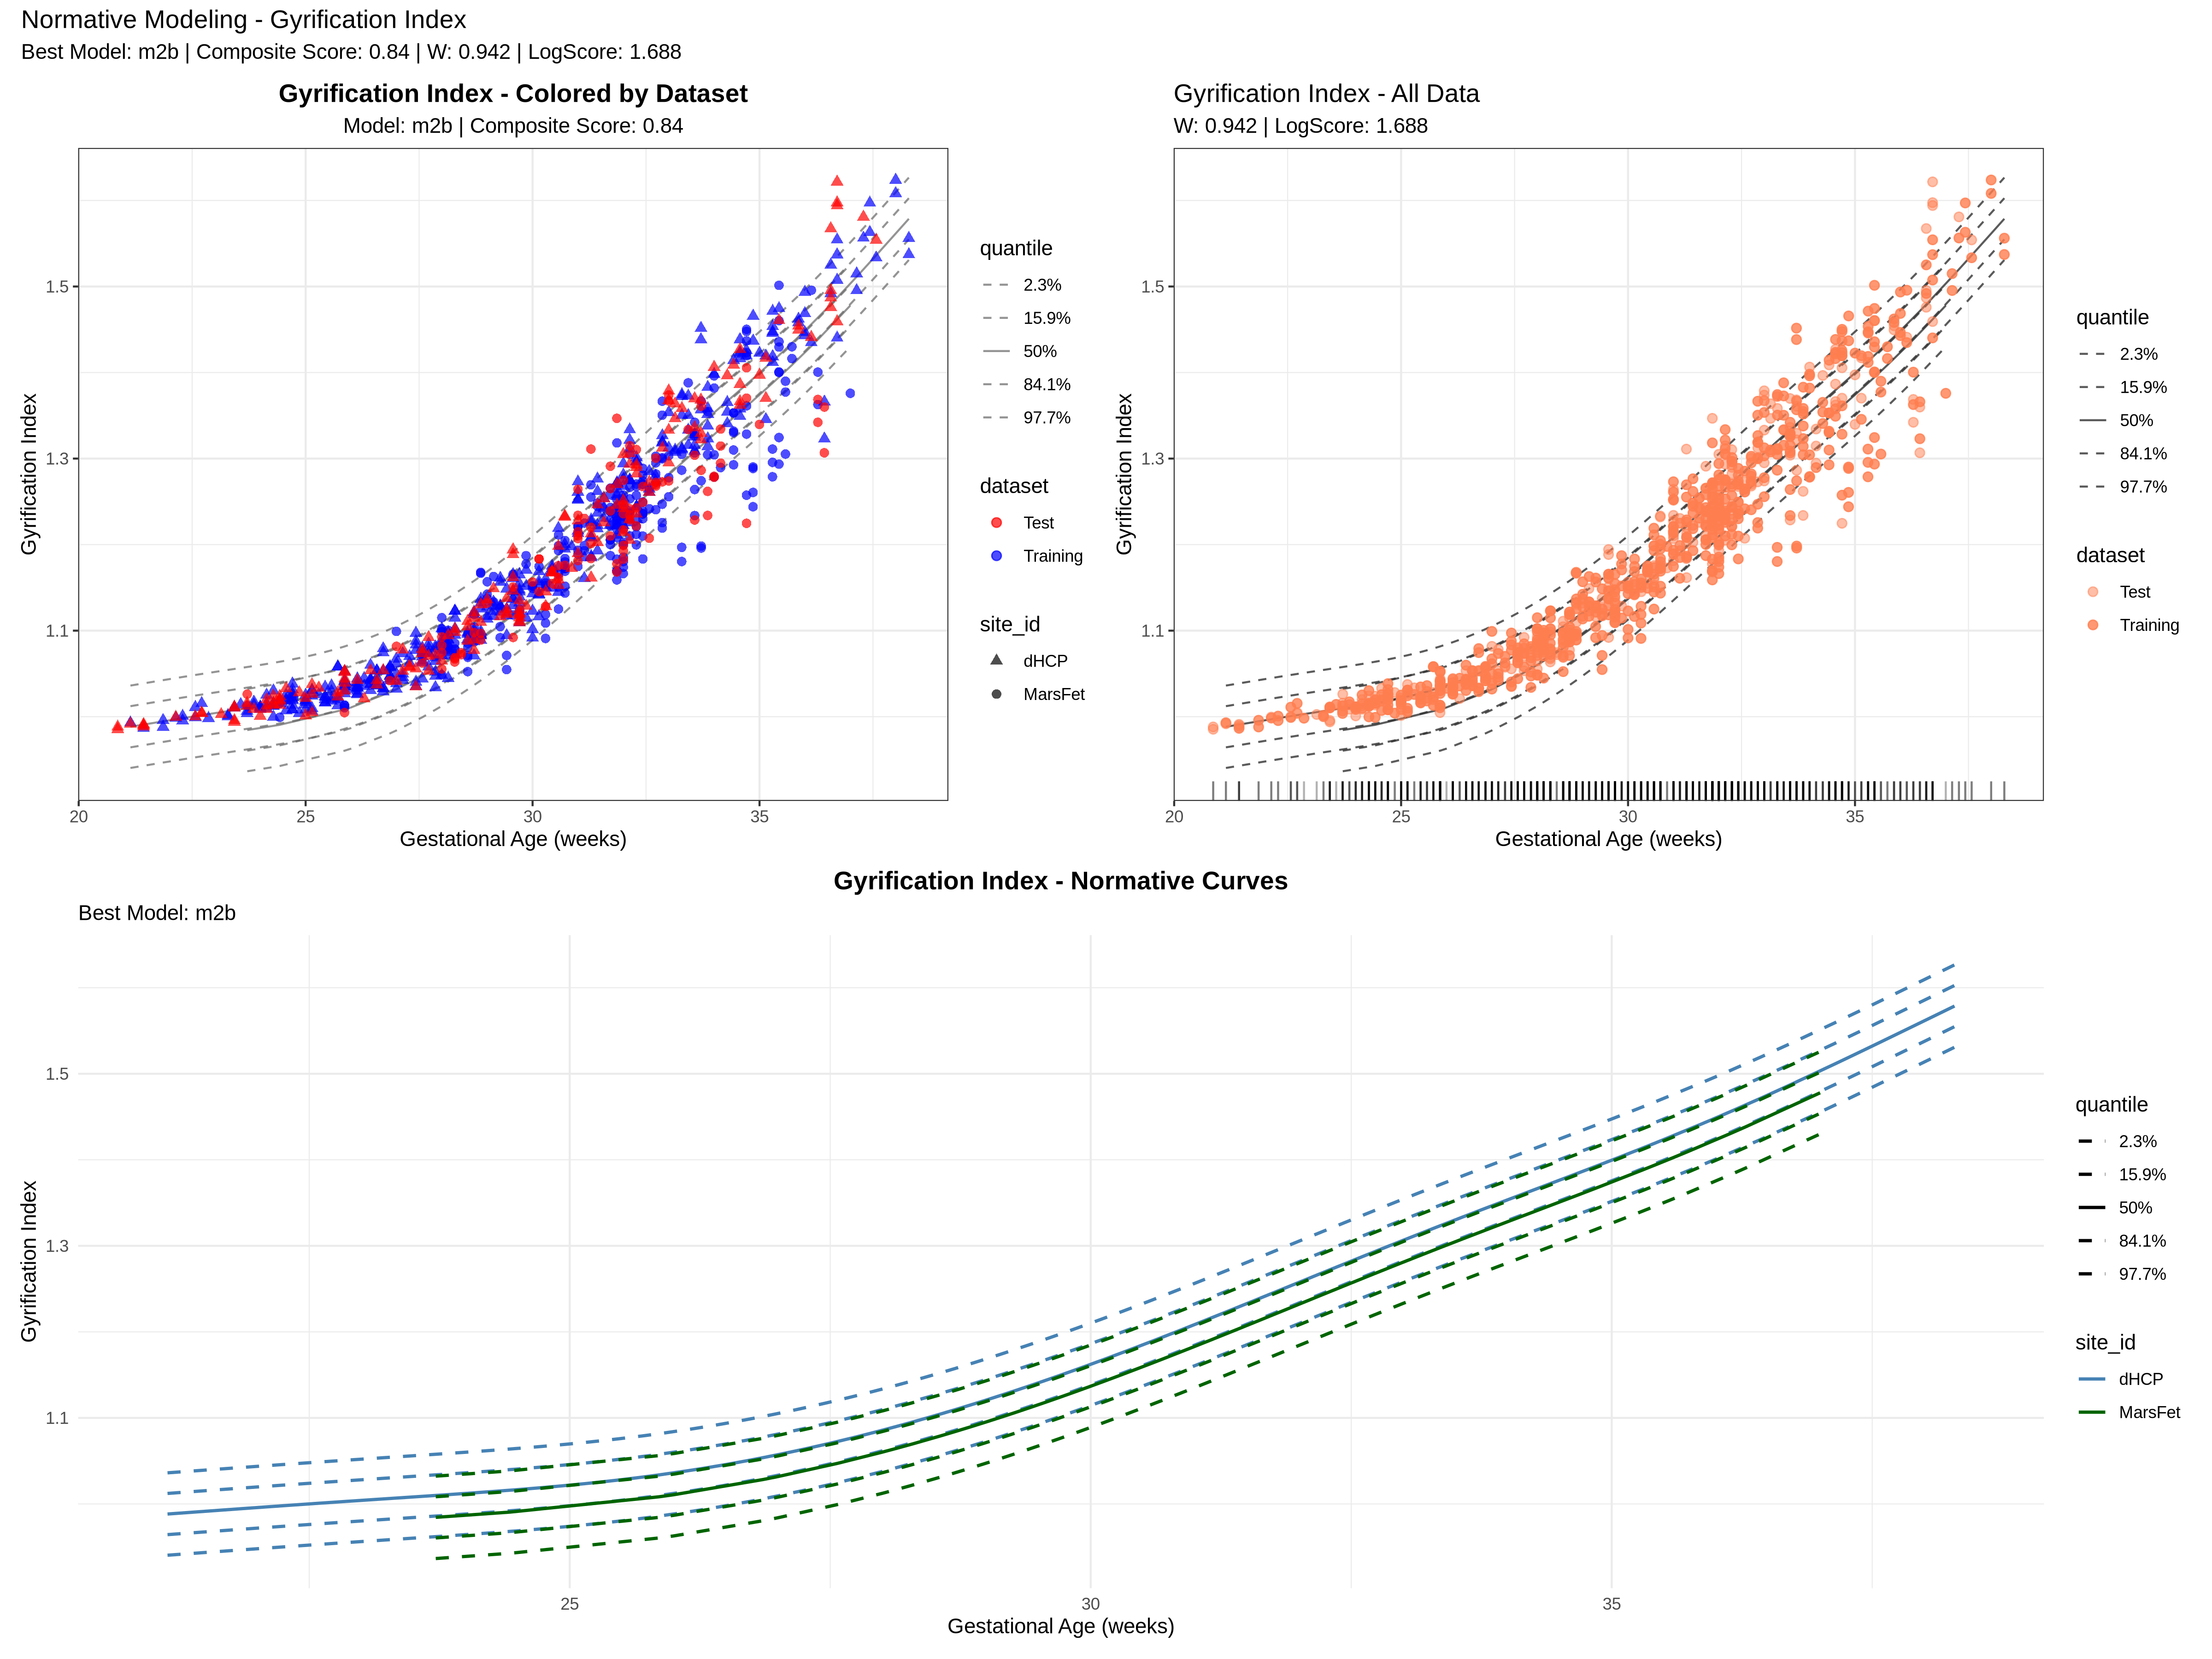 Normative Modeling - Gyrification Index
Best Model: m2b | Composite Score: 0.84 | W: 0.942 | LogScore: 1.688
Gyrification Index - Colored by Dataset
Model: m2b | Composite Score: 0.84
Gyrification Index
1.5
1.3
1.1
20 25 30 35
Gestational Age (weeks)
quantile
2.3%
15.9%
50%
84.1%
97.7%
dataset
Test
Training
site_id
dHCP
MarsFet
Gyrification Index - All Data
W: 0.942 | LogScore: 1.688
Gyrification Index
1.5
1.3
1.1
20 25 30 35
Gestational Age (weeks)
quantile
2.3%
15.9%
50%
84.1%
97.7%
dataset
Test
Training
Gyrification Index - Normative Curves
Best Model: m2b
Gyrification Index
1.5
1.3
1.1
25 30 35
Gestational Age (weeks)
quantile
2.3%
15.9%
50%
84.1%
97.7%
site_id
dHCP
MarsFet